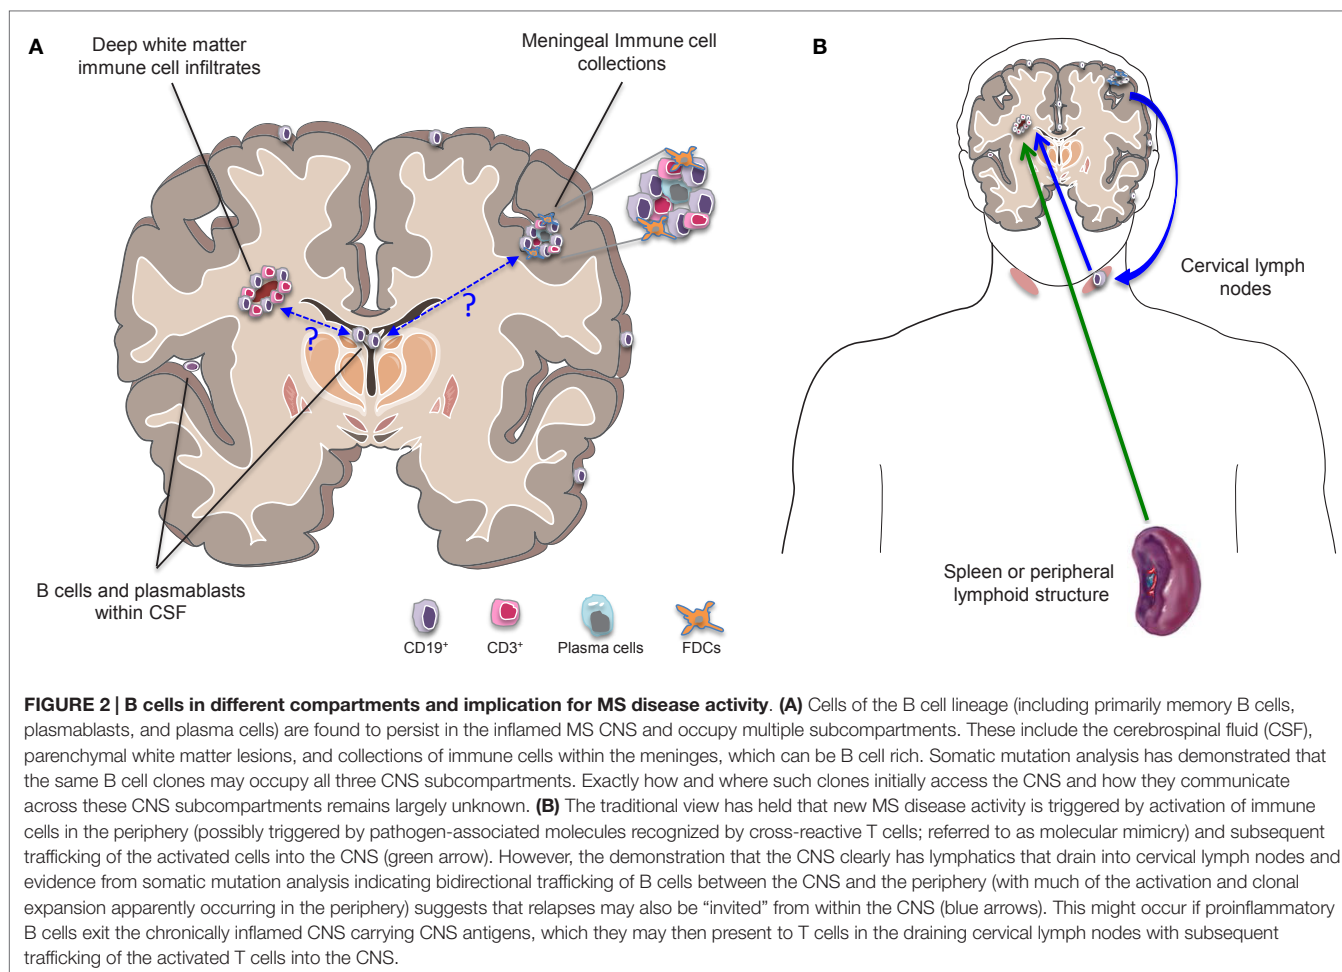 A
Deep white matter
immune cell infiltrates
Meningeal Immune cell
collections
?
?
B cells and plasmablasts
within CSF
CD19⁺
CD3⁺
Plasma cells
FDCs
B
Cervical lymph
nodes
Spleen or peripheral
lymphoid structure
FIGURE 2 | B cells in different compartments and implication for MS disease activity. (A) Cells of the B cell lineage (including primarily memory B cells,
plasmablasts, and plasma cells) are found to persist in the inflamed MS CNS and occupy multiple subcompartments. These include the cerebrospinal fluid (CSF),
parenchymal white matter lesions, and collections of immune cells within the meninges, which can be B cell rich. Somatic mutation analysis has demonstrated that
the same B cell clones may occupy all three CNS subcompartments. Exactly how and where such clones initially access the CNS and how they communicate
across these CNS subcompartments remains largely unknown. (B) The traditional view has held that new MS disease activity is triggered by activation of immune
cells in the periphery (possibly triggered by pathogen-associated molecules recognized by cross-reactive T cells; referred to as molecular mimicry) and subsequent
trafficking of the activated cells into the CNS (green arrow). However, the demonstration that the CNS clearly has lymphatics that drain into cervical lymph nodes and
evidence from somatic mutation analysis indicating bidirectional trafficking of B cells between the CNS and the periphery (with much of the activation and clonal
expansion apparently occurring in the periphery) suggests that relapses may also be “invited” from within the CNS (blue arrows). This might occur if proinflammatory
B cells exit the chronically inflamed CNS carrying CNS antigens, which they may then present to T cells in the draining cervical lymph nodes with subsequent
trafficking of the activated T cells into the CNS.